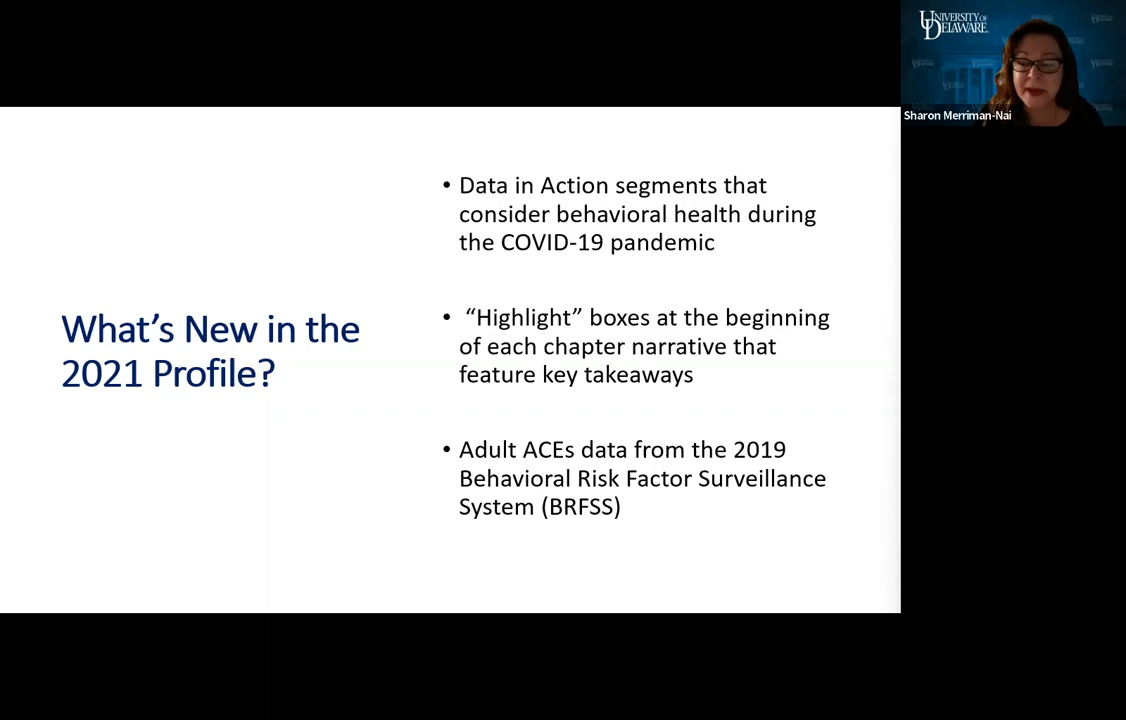 UNIVERSITY OF
DELAWARE
Sharon Merriman-Nai
What's New in the
2021 Profile?
• Data in Action segments that
consider behavioral health during
the COVID-19 pandemic
• “Highlight” boxes at the beginning
of each chapter narrative that
feature key takeaways
• Adult ACEs data from the 2019
Behavioral Risk Factor Surveillance
System (BRFSS)